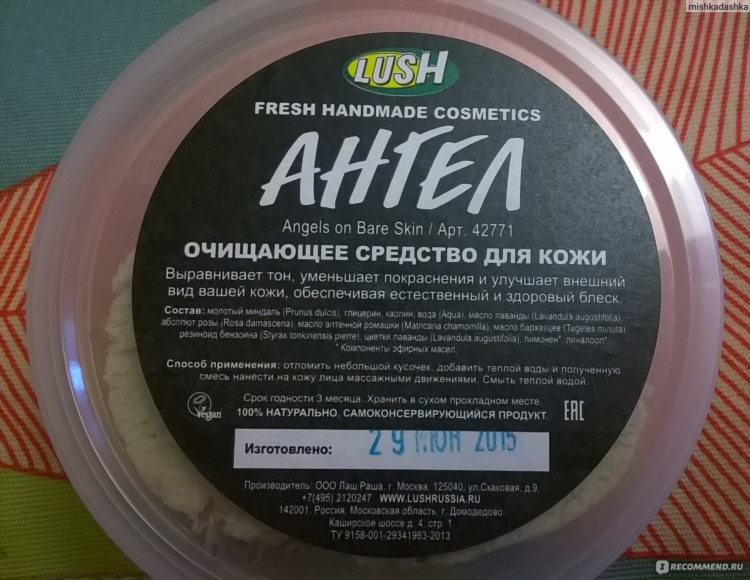 mishkadashka
LUSH
FRESH HANDMADE COSMETICS
АНГЕЛ
Angels on Bare Skin / Арт. 42771
ОЧИЩАЮЩЕЕ СРЕДСТВО ДЛЯ КОЖИ
Выравнивает тон, уменьшает покраснения и улучшает внешний
вид вашей кожи, обеспечивая естественный и здоровый блеск.
Состав: молотый миндаль (Prunus dulcis), глицерин, каолин, вода (Aqua), масло лаванды (Lavandula augustifolia),
абсолют розы (Rosa damascena), масло аптечной ромашки (Matricaria chamomilla), масло бархатцев (Tagetes minuta),
резиноид бензоина (Styrax tonkinensis pierre), цветки лаванды (Lavandula augustifolia), лимонен*, линалоол*
* Компоненты эфирных масел.
Способ применения: отломить небольшой кусочек, добавить теплой воды и полученную
смесь нанести на кожу лица массажными движениями. Смыть теплой водой.
Срок годности 3 месяца. Хранить в сухом прохладном месте.
100% НАТУРАЛЬНО, САМОКОНСЕРВИРУЮЩИЙСЯ ПРОДУКТ.
Vegan
EAC
Изготовлено: 29 ИЮН 2015
Производитель: ООО Лаш Раша, г. Москва, 125040, ул.Скаковая, д.9,
+7(495) 2120247 WWW.LUSHRUSSIA.RU
142001, Россия, Московская область, г. Домодедово
Каширское шоссе д. 4, стр. 1
ТУ 9158-001-29341963-2013
I RECOMMEND.RU